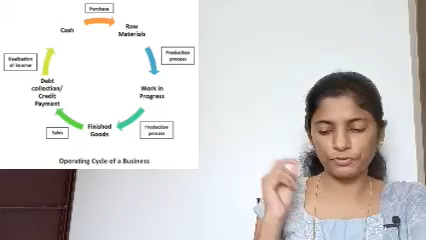 Purchase
Cash
Raw
Materials
Production
process
Work in
Progress
Production
process
Finished
Goods
Sales
Debt
collection/
Credit
Payment
Realization
of income
Operating Cycle of a Business